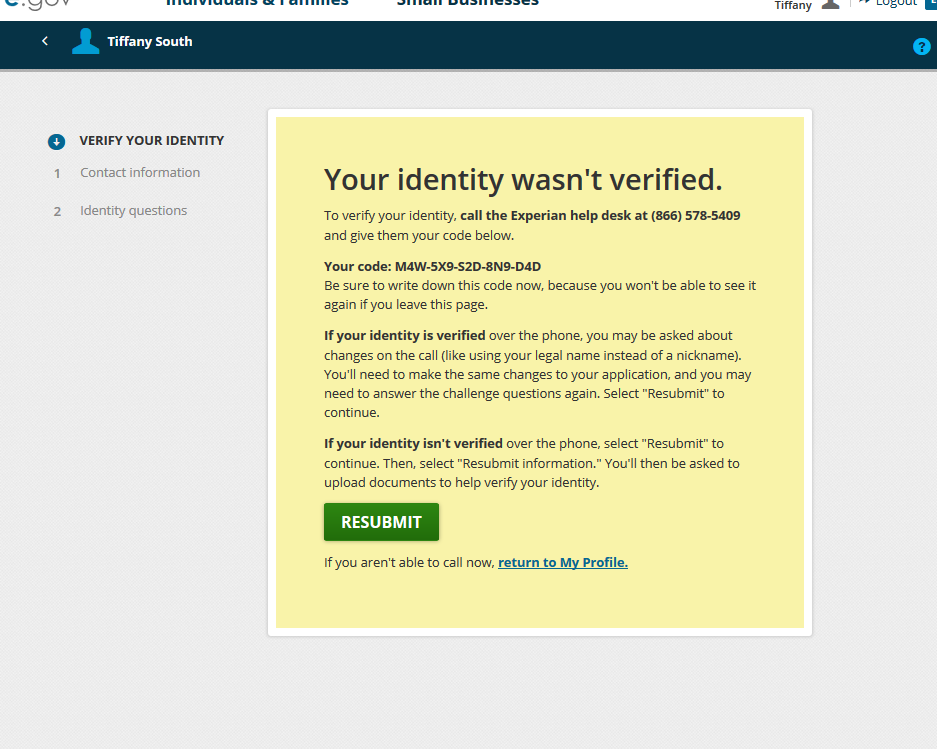 e.gov Individuals & Families Small Businesses Tiffany Logout
Tiffany South ?
VERIFY YOUR IDENTITY
1 Contact information
2 Identity questions
Your identity wasn't verified.
To verify your identity, call the Experian help desk at (866) 578-5409
and give them your code below.
Your code: M4W-5X9-S2D-8N9-D4D
Be sure to write down this code now, because you won't be able to see it
again if you leave this page.
If your identity is verified over the phone, you may be asked about
changes on the call (like using your legal name instead of a nickname).
You'll need to make the same changes to your application, and you may
need to answer the challenge questions again. Select "Resubmit" to
continue.
If your identity isn't verified over the phone, select "Resubmit" to
continue. Then, select "Resubmit information." You'll then be asked to
upload documents to help verify your identity.
RESUBMIT
If you aren't able to call now, return to My Profile.